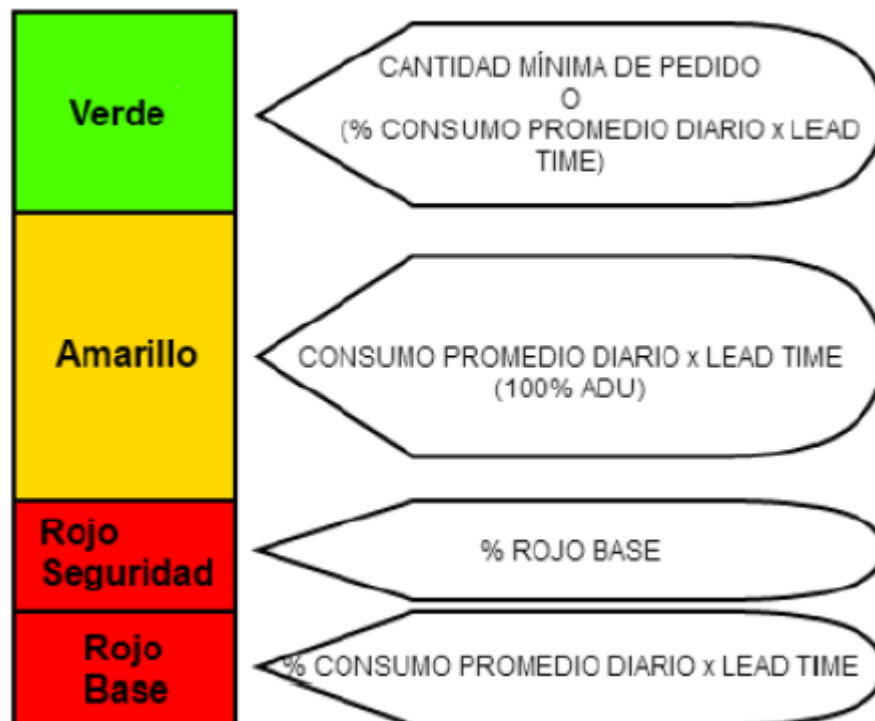 Verde
CANTIDAD MÍNIMA DE PEDIDO
O
(% CONSUMO PROMEDIO DIARIO x LEAD
TIME)
Amarillo
CONSUMO PROMEDIO DIARIO x LEAD TIME
(100% ADU)
Rojo
Seguridad
% ROJO BASE
Rojo
Base
% CONSUMO PROMEDIO DIARIO x LEAD TIME